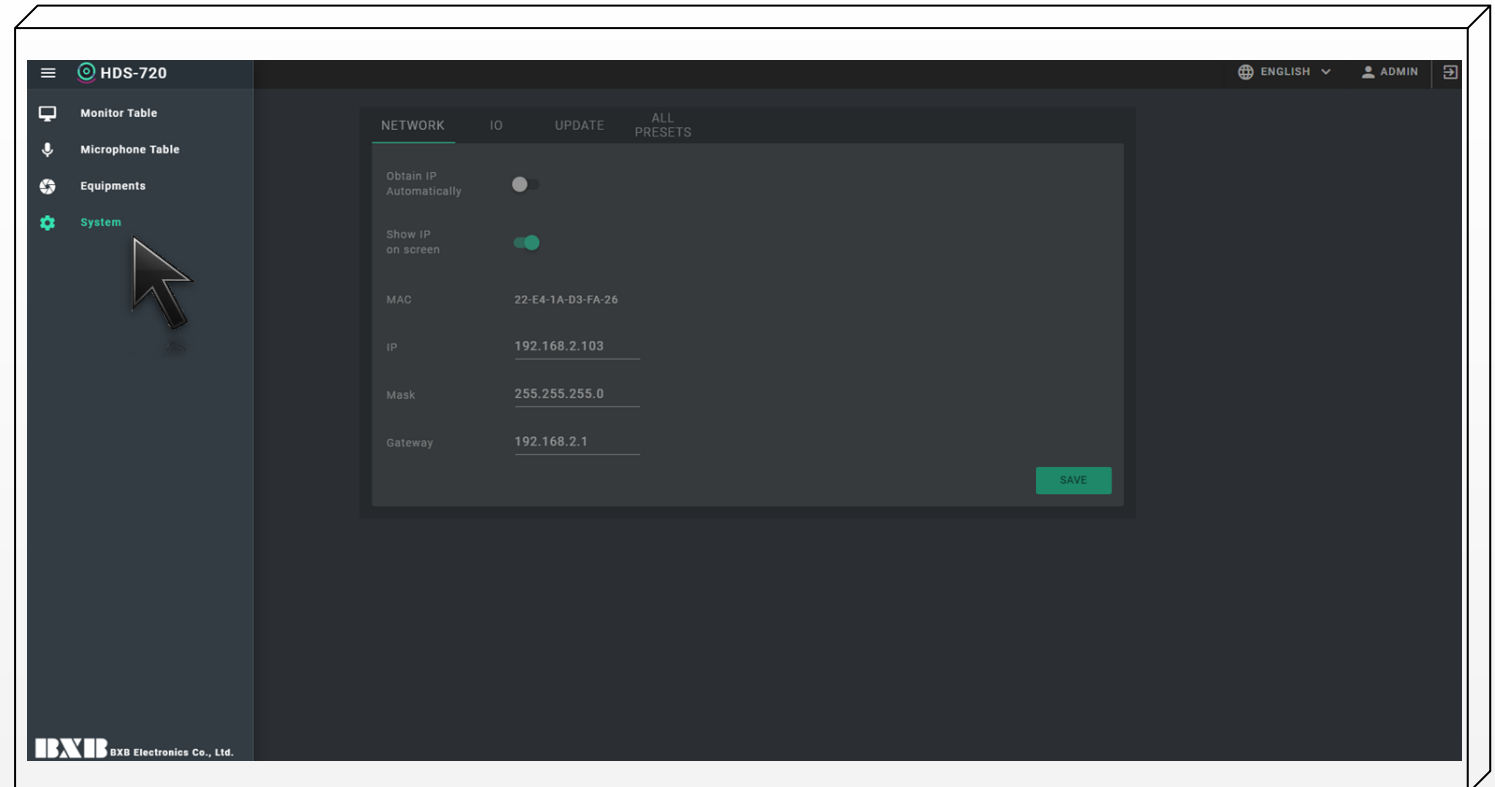 HDS-720
ENGLISH
ADMIN
Monitor Table
Microphone Table
Equipments
System
NETWORK
IO
UPDATE
ALL
PRESETS
Obtain IP
Automatically
Show IP
on screen
MAC 22-E4-1A-D3-FA-26
IP 192.168.2.103
Mask 255.255.255.0
Gateway 192.168.2.1
SAVE
BXB BXB Electronics Co., Ltd.